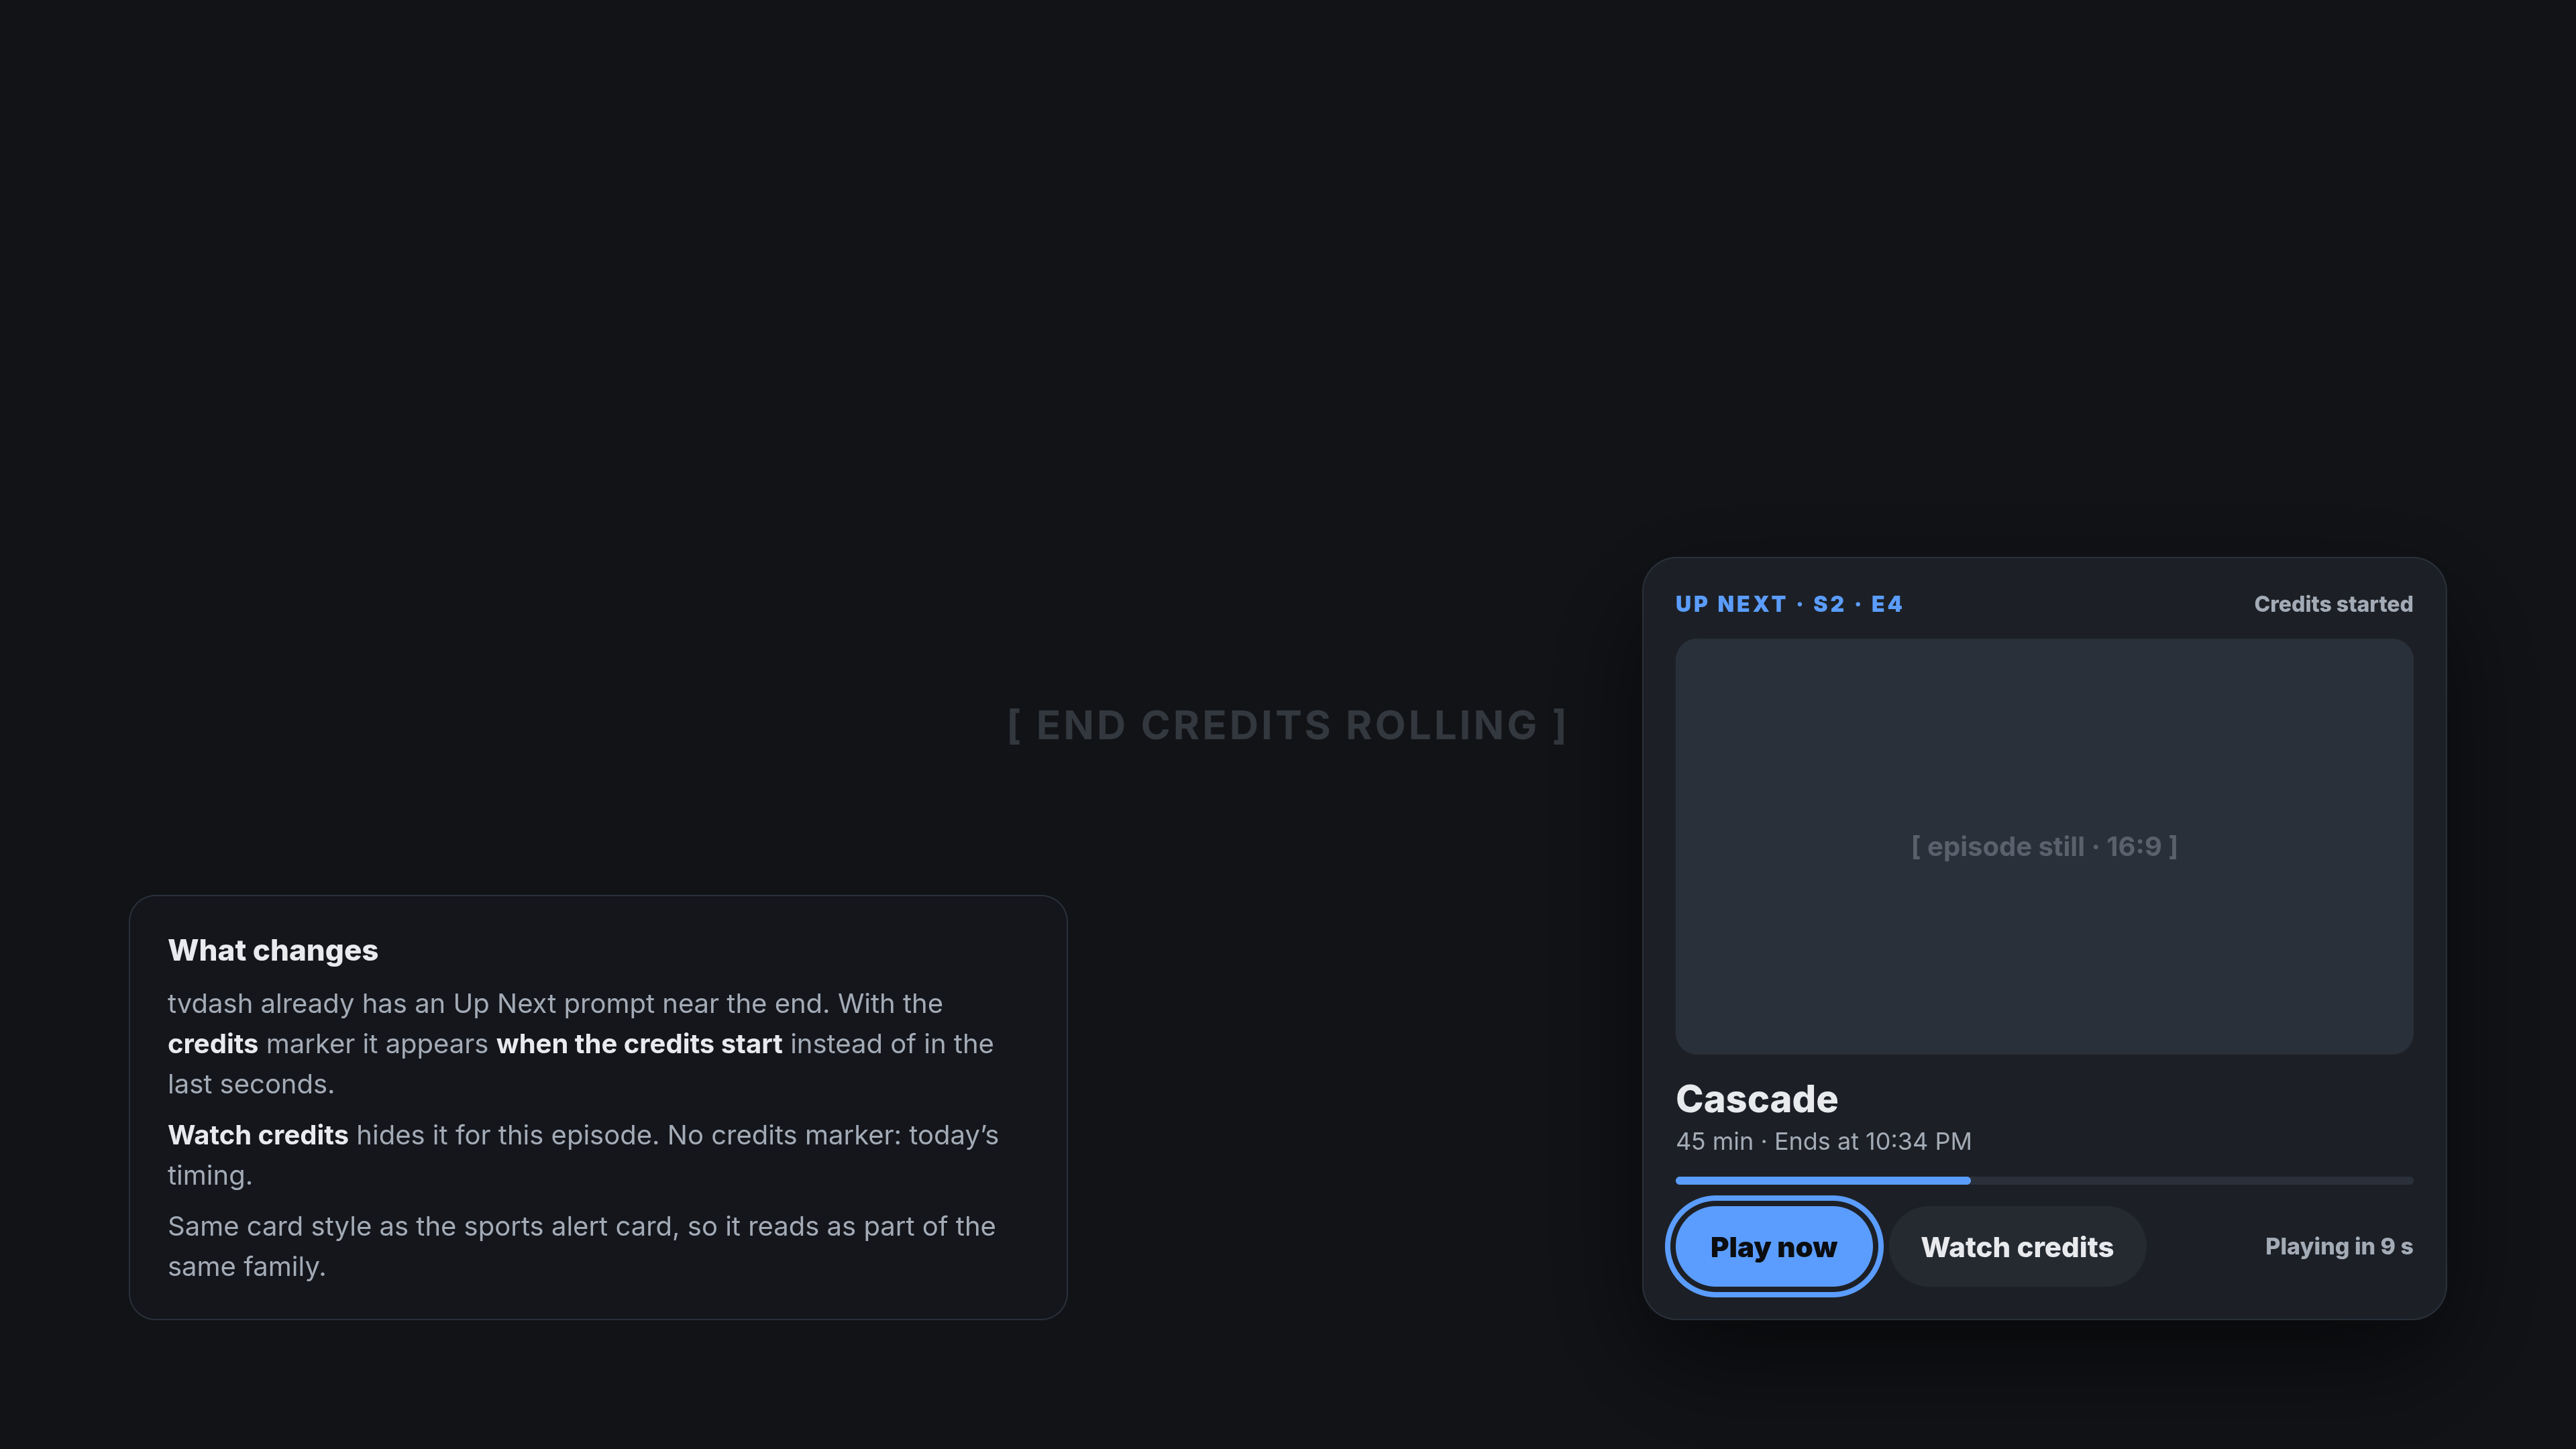 [ END CREDITS ROLLING ]
What changes
tvdash already has an Up Next prompt near the end. With the
credits marker it appears when the credits start instead of in the
last seconds.
Watch credits hides it for this episode. No credits marker: today’s
timing.
Same card style as the sports alert card, so it reads as part of the
same family.
UP NEXT · S2 · E4
Credits started
[ episode still · 16:9 ]
Cascade
45 min · Ends at 10:34 PM
Play now
Watch credits
Playing in 9 s